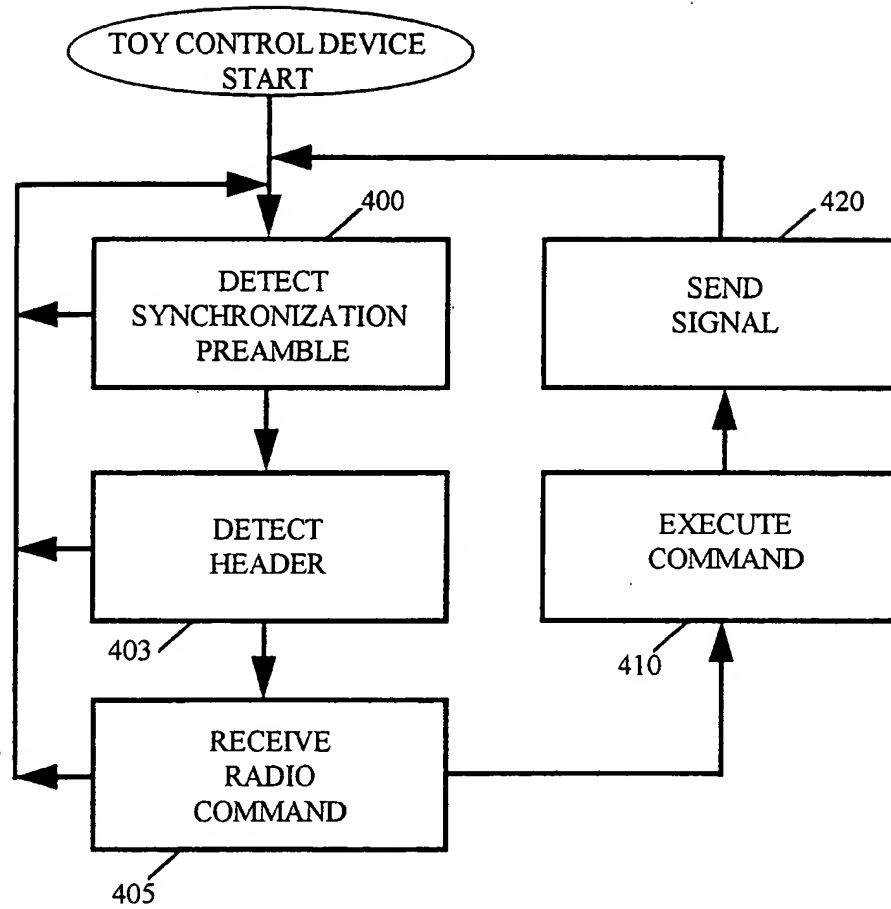 TOY CONTROL DEVICE
START
400
DETECT
SYNCHRONIZATION
PREAMBLE
DETECT
HEADER
403
RECEIVE
RADIO
COMMAND
405
420
SEND
SIGNAL
EXECUTE
COMMAND
410